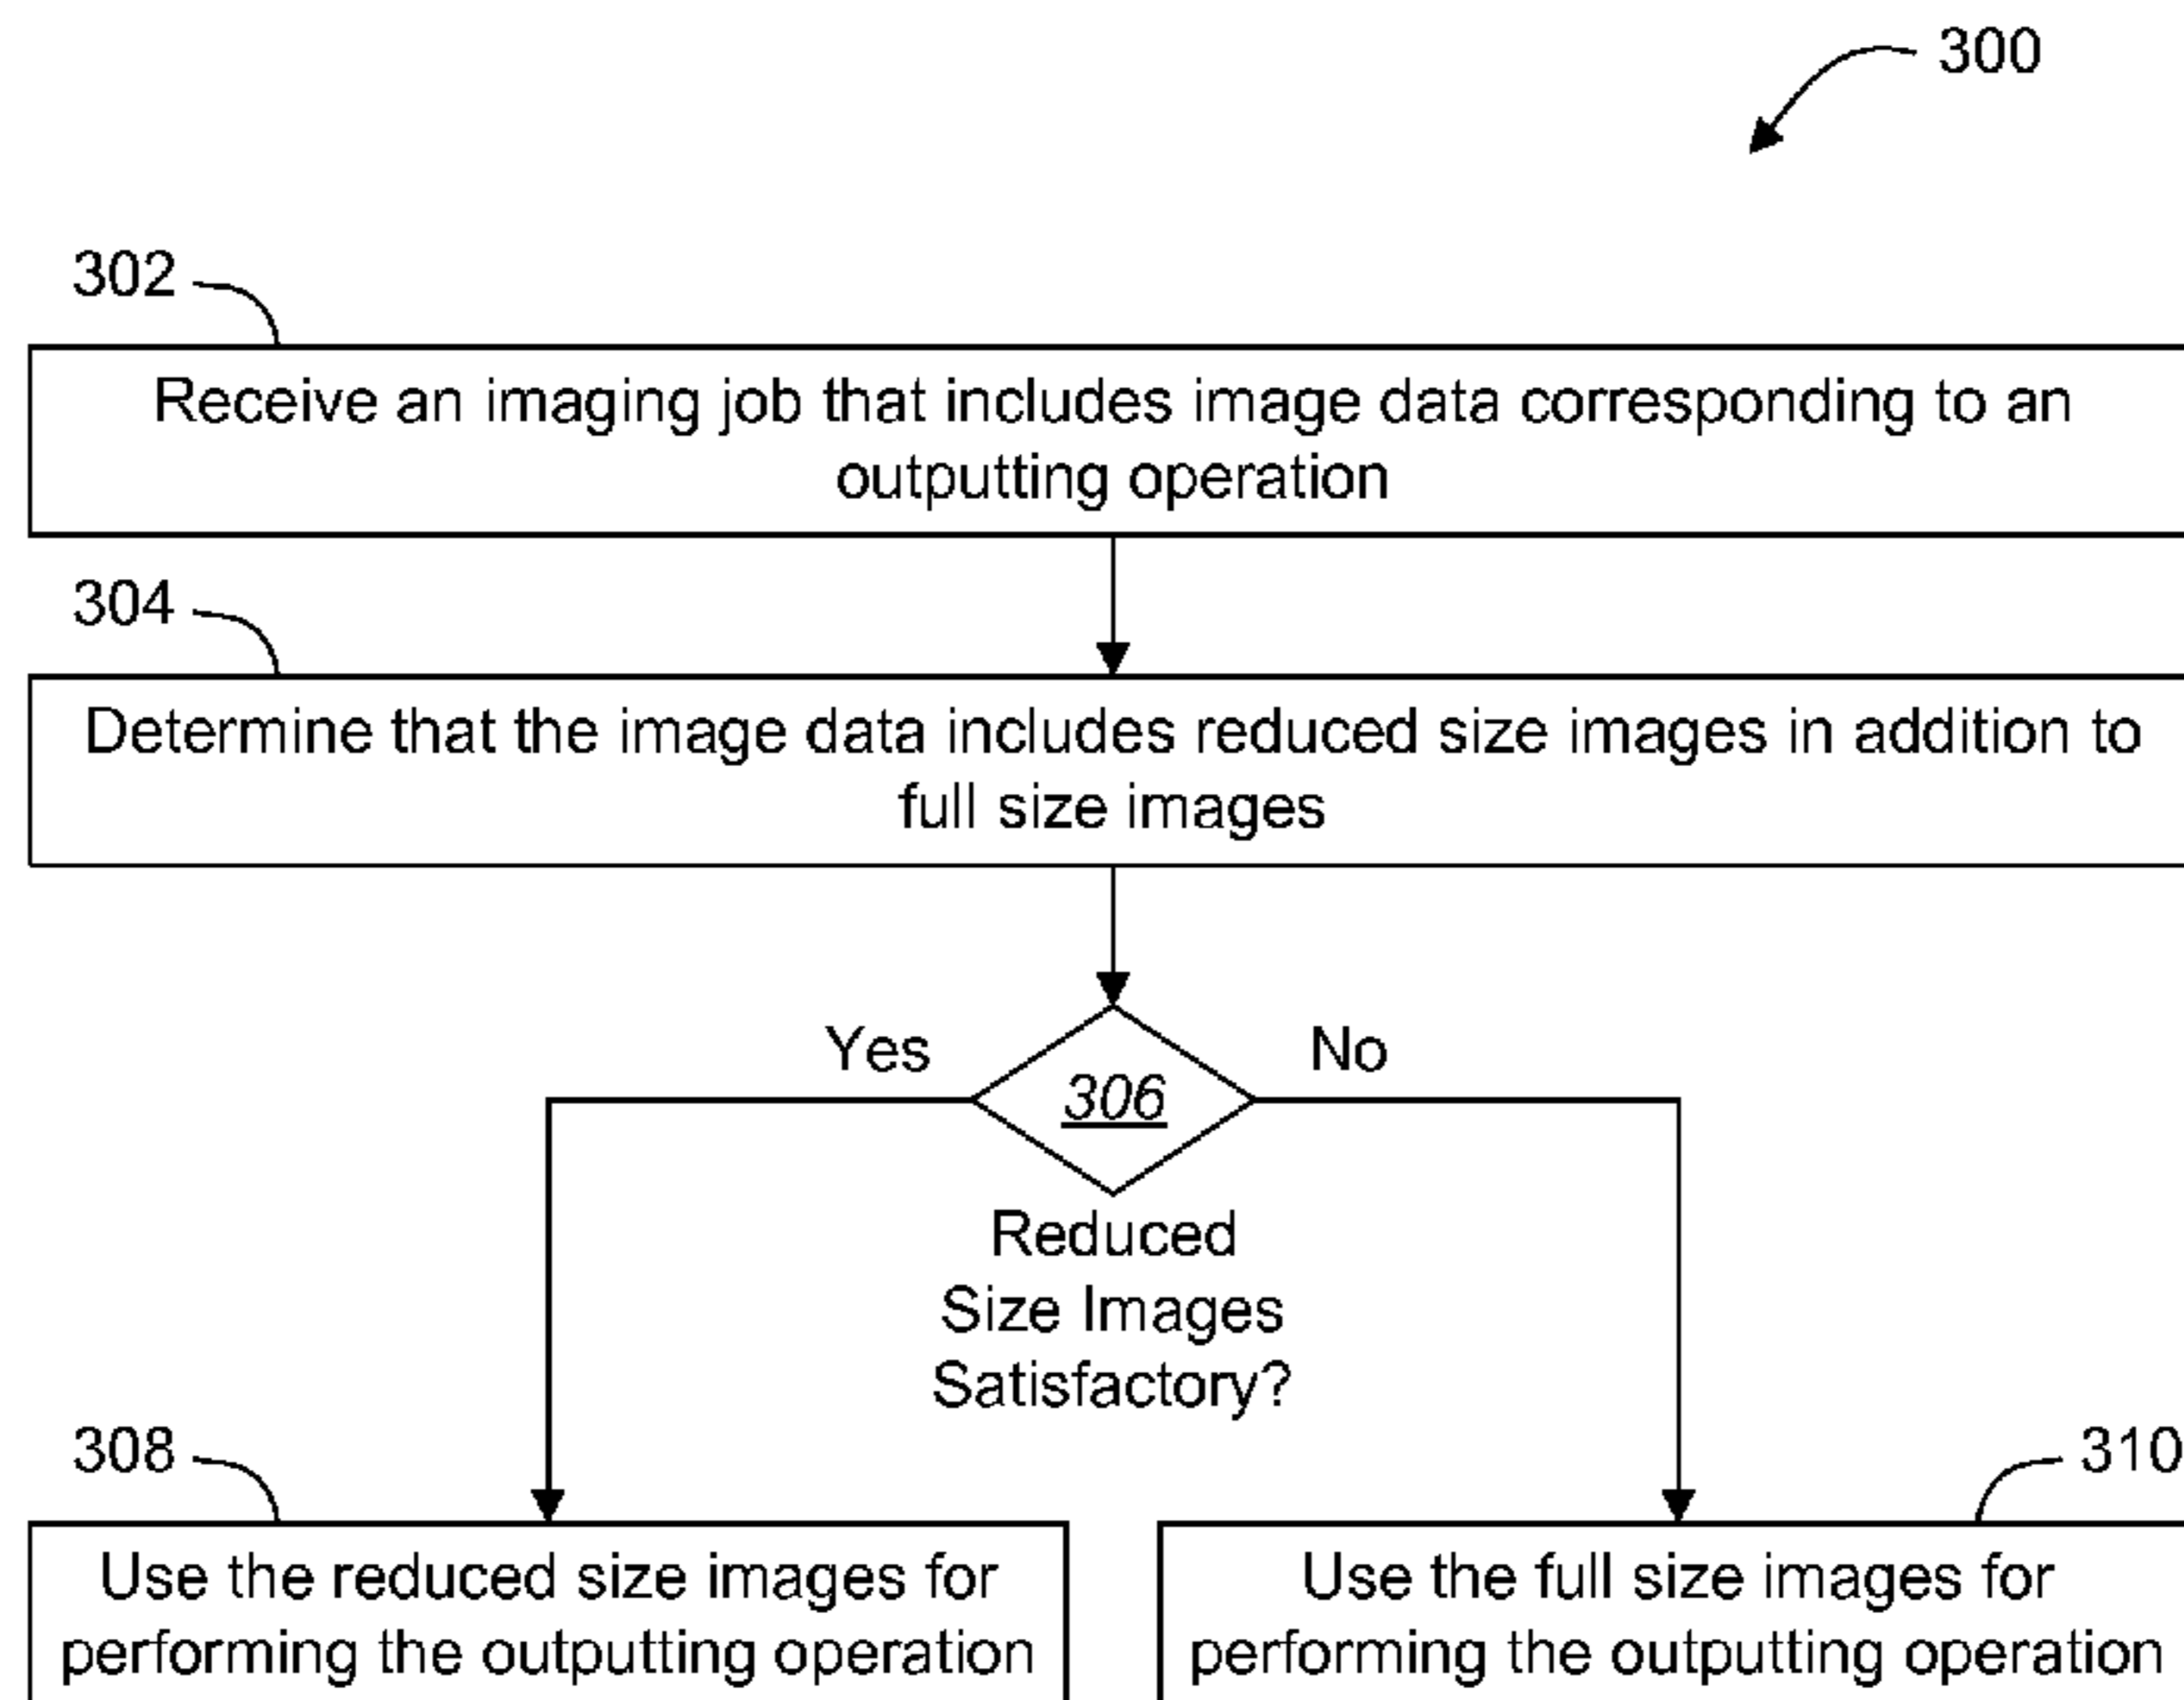 300
302
Receive an imaging job that includes image data corresponding to an
outputting operation
304
Determine that the image data includes reduced size images in addition to
full size images
Yes
No
306
Reduced
Size Images
Satisfactory?
308
310
Use the reduced size images for
performing the outputting operation
Use the full size images for
performing the outputting operation